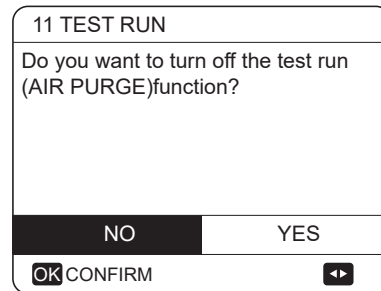 11 TEST RUN
Do you want to turn off the test run
(AIR PURGE)function?
NO YES
OK CONFIRM